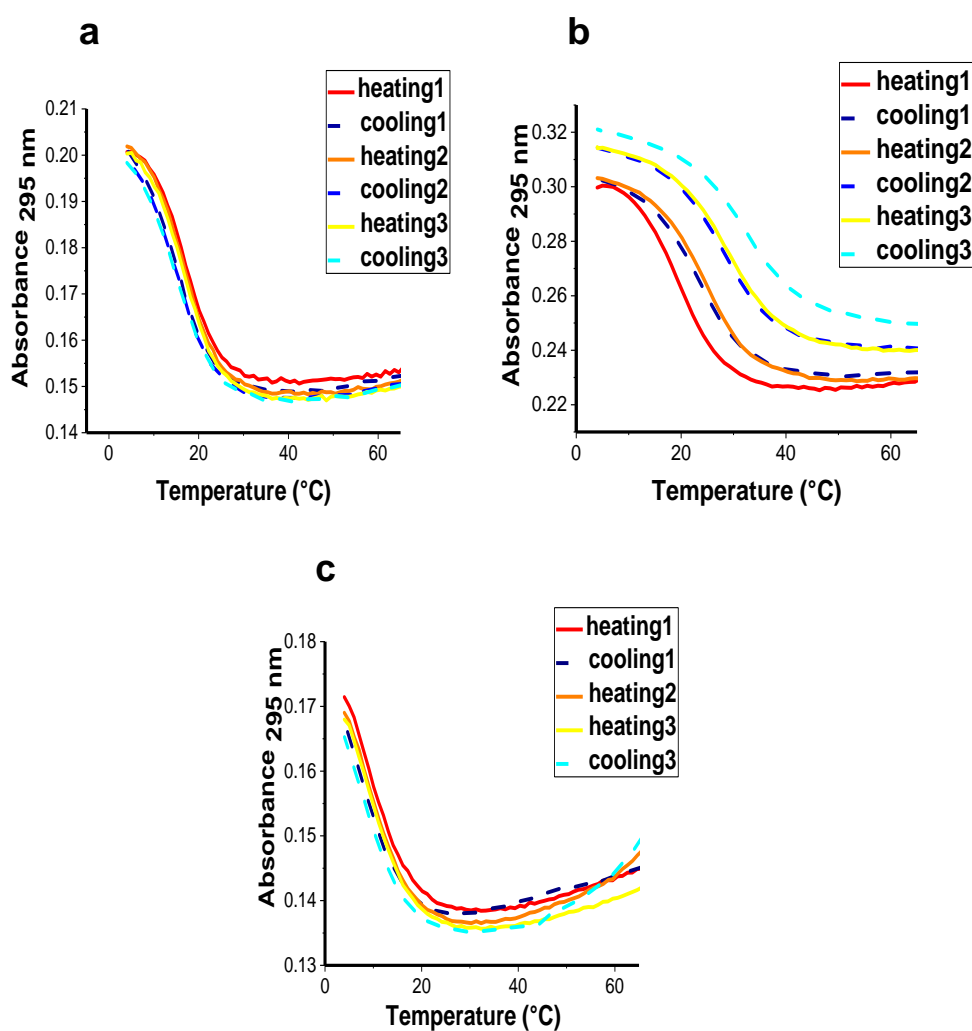 a
heating1
cooling1
heating2
cooling2
heating3
cooling3
0.21
0.20
0.19
0.18
0.17
0.16
0.15
0.14
0
20
40
60
Absorbance 295 nm
Temperature (°C)
b
heating1
cooling1
heating2
cooling2
heating3
cooling3
0.32
0.30
0.28
0.26
0.24
0.22
0
20
40
60
Absorbance 295 nm
Temperature (°C)
c
heating1
cooling1
heating2
heating3
cooling3
0.18
0.17
0.16
0.15
0.14
0.13
0
20
40
60
Absorbance 295 nm
Temperature (°C)